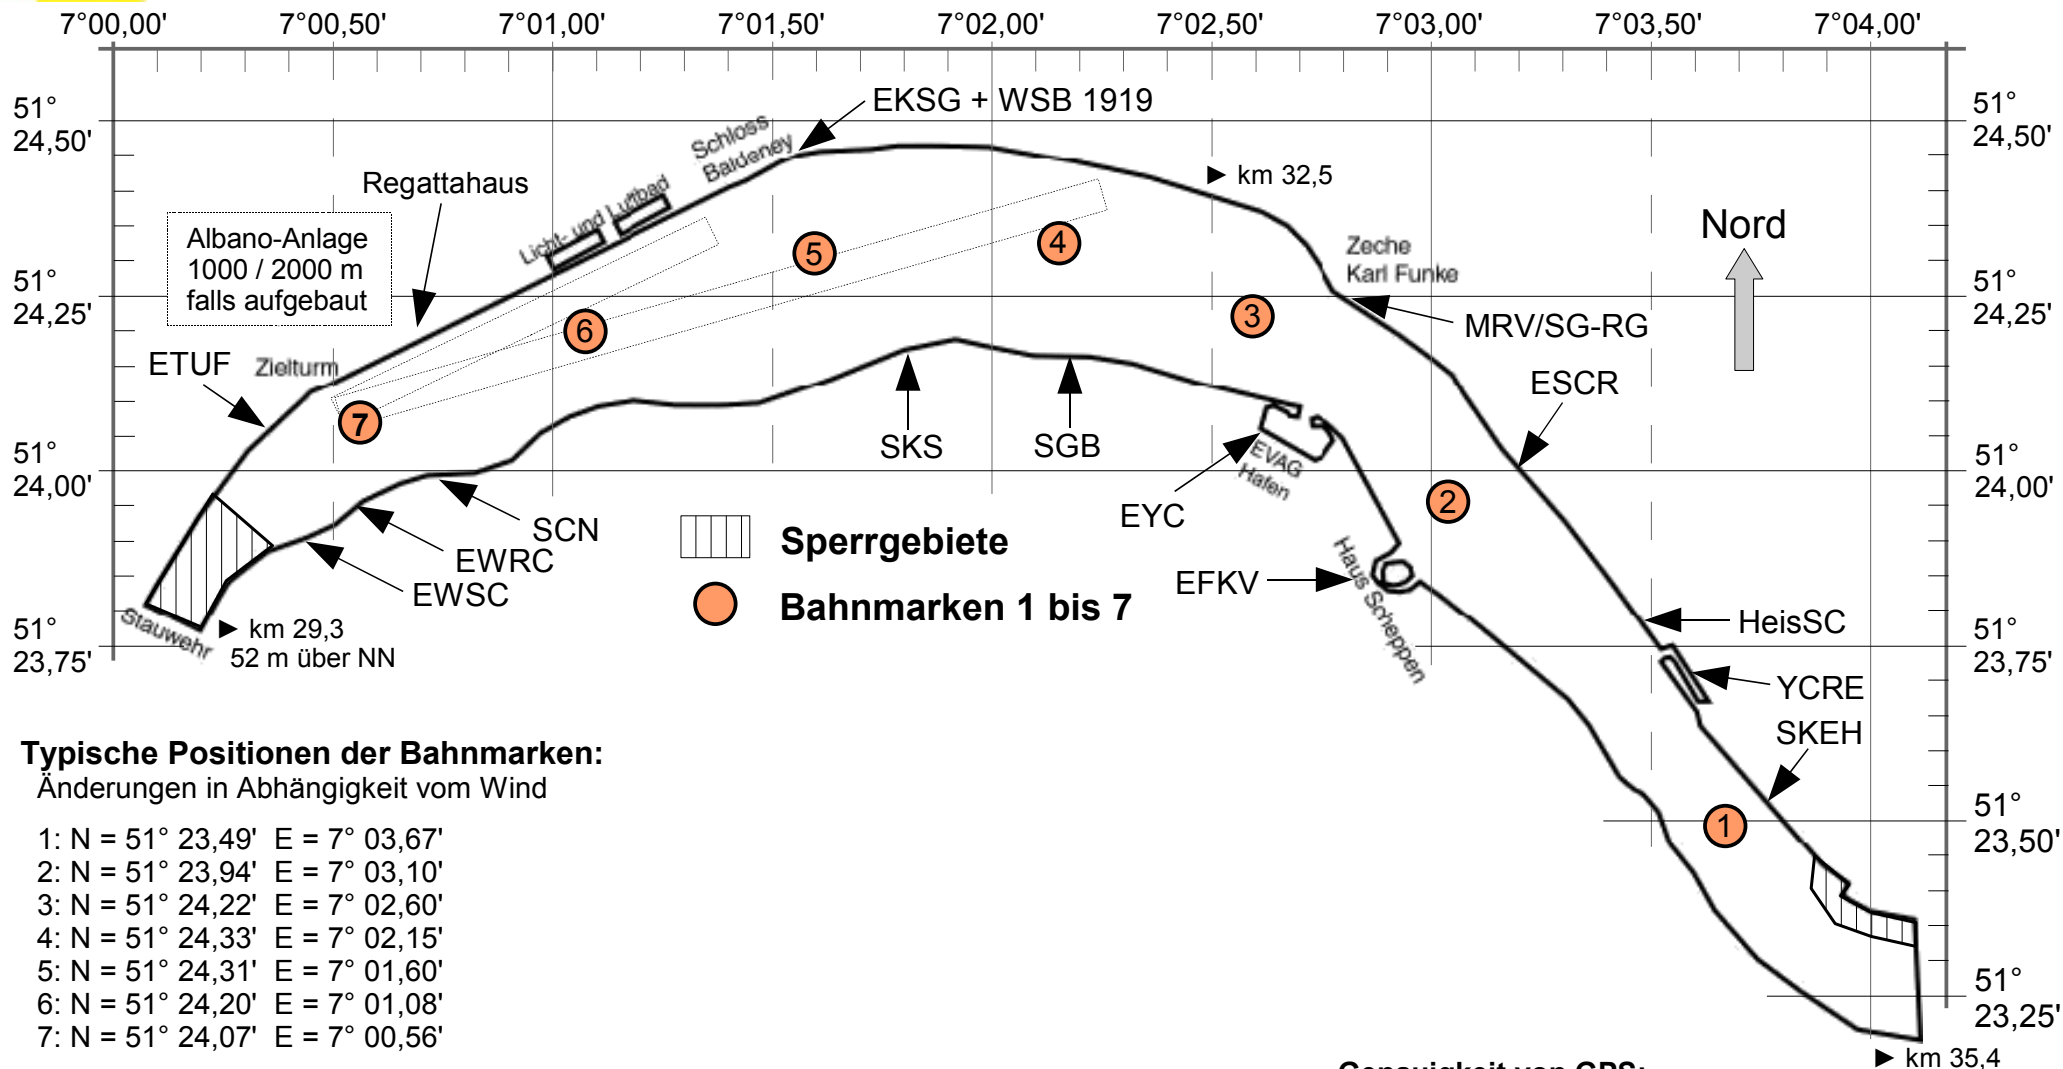 7°00,00' 7°00,50' 7°01,00' 7°01,50' 7°02,00' 7°02,50' 7°03,00' 7°03,50' 7°04,00'
51°
24,50'
51°
24,25'
51°
24,00'
51°
23,75'
51°
24,50'
51°
24,25'
51°
24,00'
51°
23,75'
51°
23,50'
51°
23,25'
EKSG + WSB 1919
Schloss
Baldeney
Regattahaus
Licht- und Luftbad
► km 32,5
Albano-Anlage
1000 / 2000 m
falls aufgebaut
Nord
Zeche
Karl Funke
5
4
3
6
7
2
1
MRV/SG-RG
ETUF
Zielturm
ESCR
SKS
SGB
EVAG
Hafen
EYC
SCN
EWRC
EWSC
Sperrgebiete
Bahnmarken 1 bis 7
EFKV
Haus Scheppen
Stauwehr
► km 29,3
52 m über NN
HeisSC
YCRE
SKEH
Typische Positionen der Bahnmarken:
Änderungen in Abhängigkeit vom Wind
1: N = 51° 23,49' E = 7° 03,67'
2: N = 51° 23,94' E = 7° 03,10'
3: N = 51° 24,22' E = 7° 02,60'
4: N = 51° 24,33' E = 7° 02,15'
5: N = 51° 24,31' E = 7° 01,60'
6: N = 51° 24,20' E = 7° 01,08'
7: N = 51° 24,07' E = 7° 00,56'
► km 35,4
Genauigkeit von GPS: